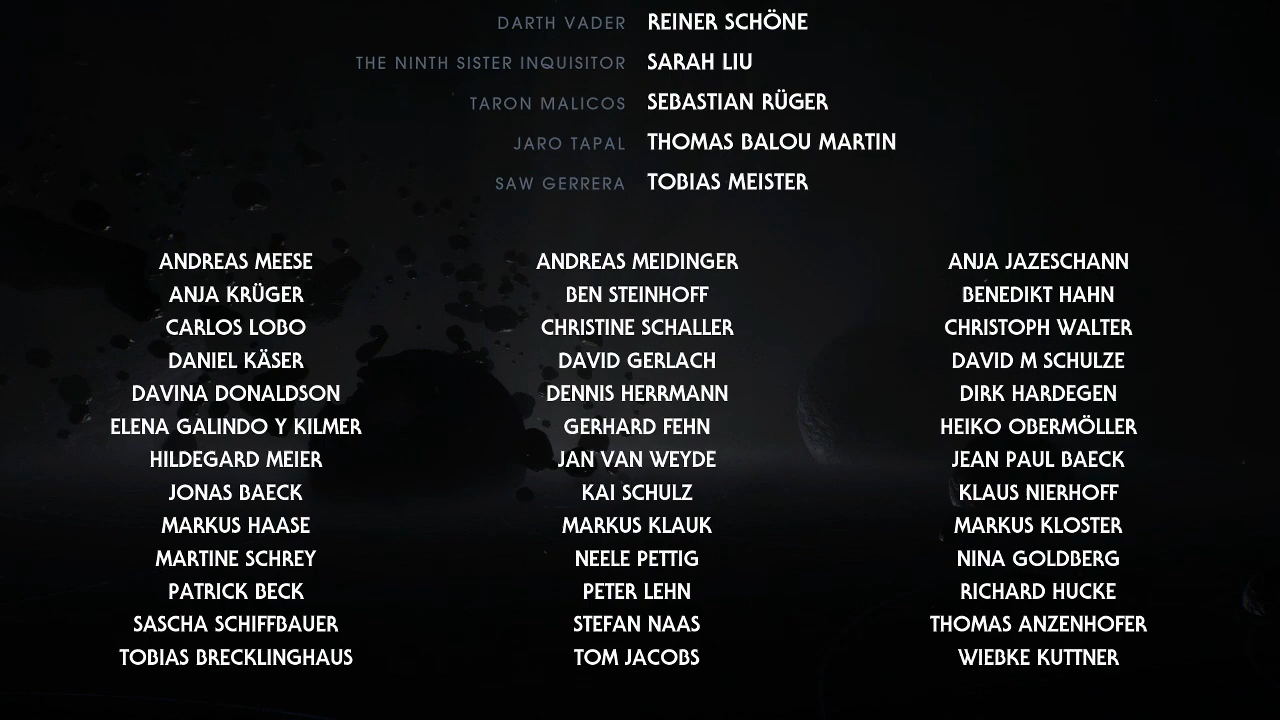 DARTH VADER REINER SCHÖNE
THE NINTH SISTER INQUISITOR SARAH LIU
TARON MALICOS SEBASTIAN RÜGER
JARO TAPAL THOMAS BALOU MARTIN
SAW GERRERA TOBIAS MEISTER
ANDREAS MEESE ANDREAS MEIDINGER ANJA JAZESCHANN
ANJA KRÜGER BEN STEINHOFF BENEDIKT HAHN
CARLOS LOBO CHRISTINE SCHALLER CHRISTOPH WALTER
DANIEL KÄSER DAVID GERLACH DAVID M SCHULZE
DAVINA DONALDSON DENNIS HERRMANN DIRK HARDEGEN
ELENA GALINDO Y KILMER GERHARD FEHN HEIKO OBERMÖLLER
HILDEGARD MEIER JAN VAN WEYDE JEAN PAUL BAECK
JONAS BAECK KAI SCHULZ KLAUS NIERHOFF
MARKUS HAASE MARKUS KLAUK MARKUS KLOSTER
MARTINE SCHREY NEELE PETTIG NINA GOLDBERG
PATRICK BECK PETER LEHN RICHARD HUCKE
SASCHA SCHIFFBAUER STEFAN NAAS THOMAS ANZENHOFER
TOBIAS BRECKLINGHAUS TOM JACOBS WIEBKE KUTTNER